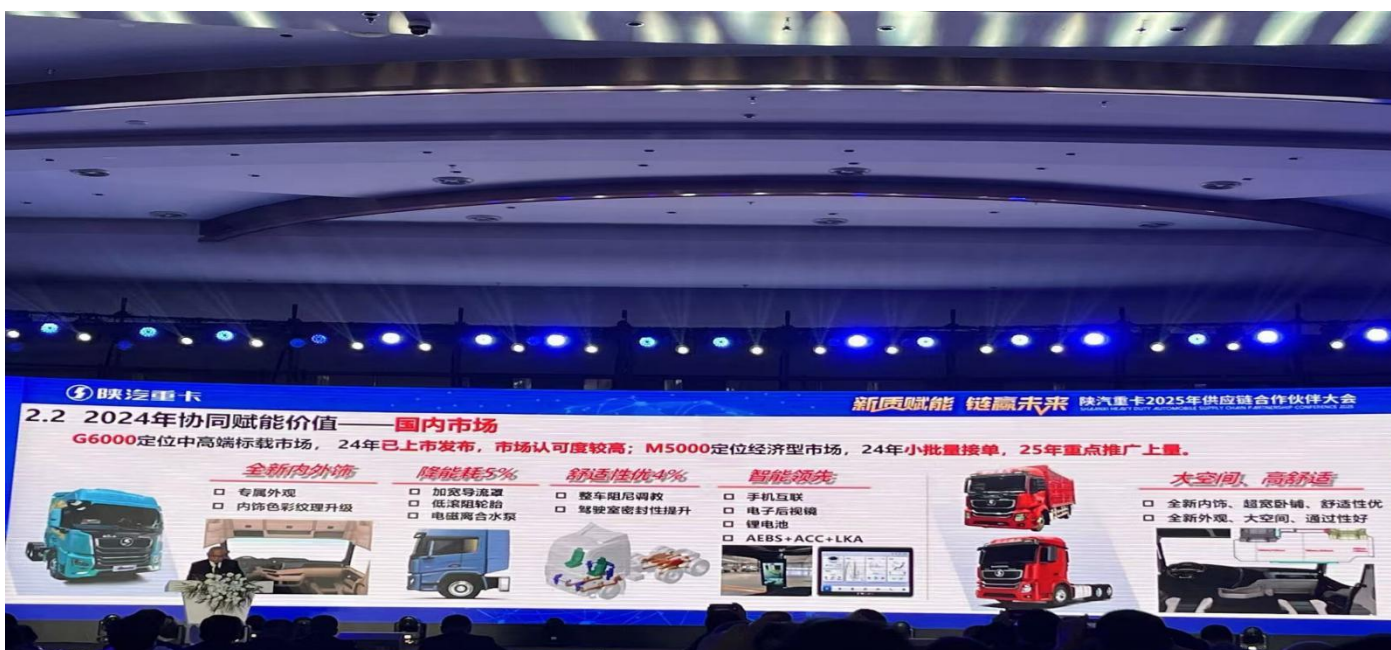 陕汽重卡
新质赋能 链赢未来 陕汽重卡2025年供应链合作伙伴大会
SHAANXI HEAVY DUTY AUTOMOBILE SUPPLY CHAIN PARTNERSHIP CONFERENCE 2025
2.2 2024年协同赋能价值——国内市场
G6000定位中高端标载市场， 24年已上市发布，市场认可度较高；M5000定位经济型市场，24年小批量接单，25年重点推广上量。
全新内外饰
□ 专属外观
□ 内饰色彩纹理升级
降能耗5%
□ 加宽导流罩
□ 低滚阻轮胎
□ 电磁离合水泵
舒适性优4%
□ 整车阻尼调教
□ 驾驶室密封性提升
智能领先
□ 手机互联
□ 电子后视镜
□ 锂电池
□ AEBS+ACC+LKA
大空间、高舒适
□ 全新内饰、超宽卧铺、舒适性优
□ 全新外观、大空间、通过性好